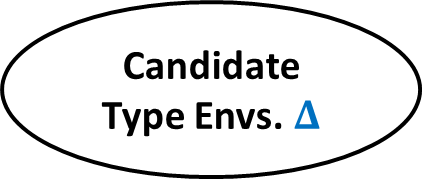 Candidate
Type Envs. Δ